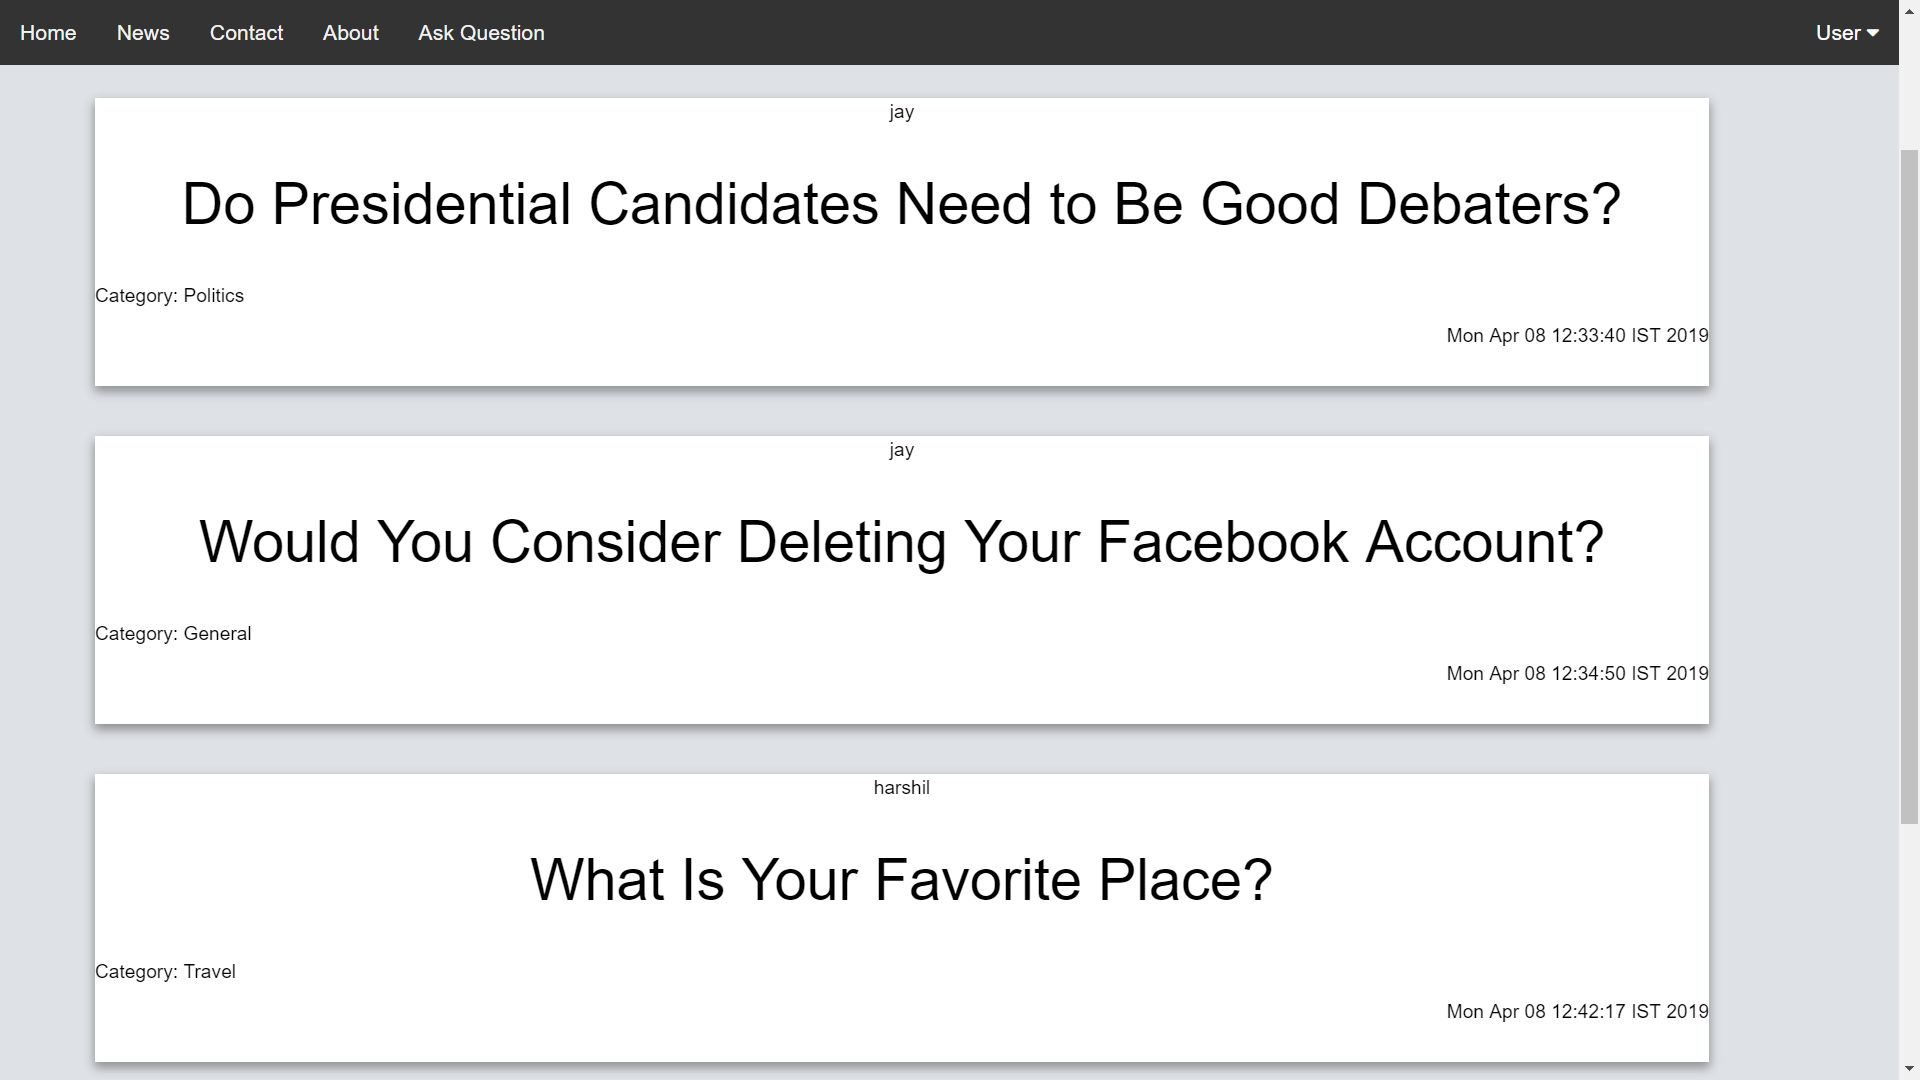 Home News Contact About Ask Question User
jay
Do Presidential Candidates Need to Be Good Debaters?
Category: Politics
Mon Apr 08 12:33:40 IST 2019
jay
Would You Consider Deleting Your Facebook Account?
Category: General
Mon Apr 08 12:34:50 IST 2019
harshil
What Is Your Favorite Place?
Category: Travel
Mon Apr 08 12:42:17 IST 2019